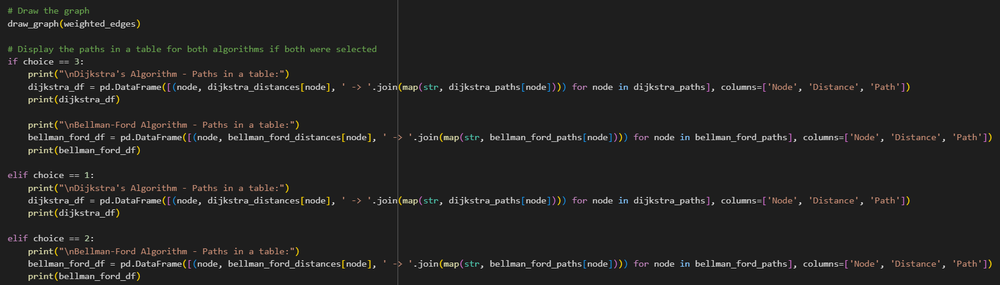 # Draw the graph
draw_graph(weighted_edges)

# Display the paths in a table for both algorithms if both were selected
if choice == 3:
    print("\nDijkstra's Algorithm - Paths in a table:")
    dijkstra_df = pd.DataFrame([(node, dijkstra_distances[node], ' -> '.join(map(str, dijkstra_paths[node]))) for node in dijkstra_paths], columns=['Node', 'Distance', 'Path'])
    print(dijkstra_df)

    print("\nBellman-Ford Algorithm - Paths in a table:")
    bellman_ford_df = pd.DataFrame([(node, bellman_ford_distances[node], ' -> '.join(map(str, bellman_ford_paths[node]))) for node in bellman_ford_paths], columns=['Node', 'Distance', 'Path'])
    print(bellman_ford_df)

elif choice == 1:
    print("\nDijkstra's Algorithm - Paths in a table:")
    dijkstra_df = pd.DataFrame([(node, dijkstra_distances[node], ' -> '.join(map(str, dijkstra_paths[node]))) for node in dijkstra_paths], columns=['Node', 'Distance', 'Path'])
    print(dijkstra_df)

elif choice == 2:
    print("\nBellman-Ford Algorithm - Paths in a table:")
    bellman_ford_df = pd.DataFrame([(node, bellman_ford_distances[node], ' -> '.join(map(str, bellman_ford_paths[node]))) for node in bellman_ford_paths], columns=['Node', 'Distance', 'Path'])
    print(bellman_ford_df)